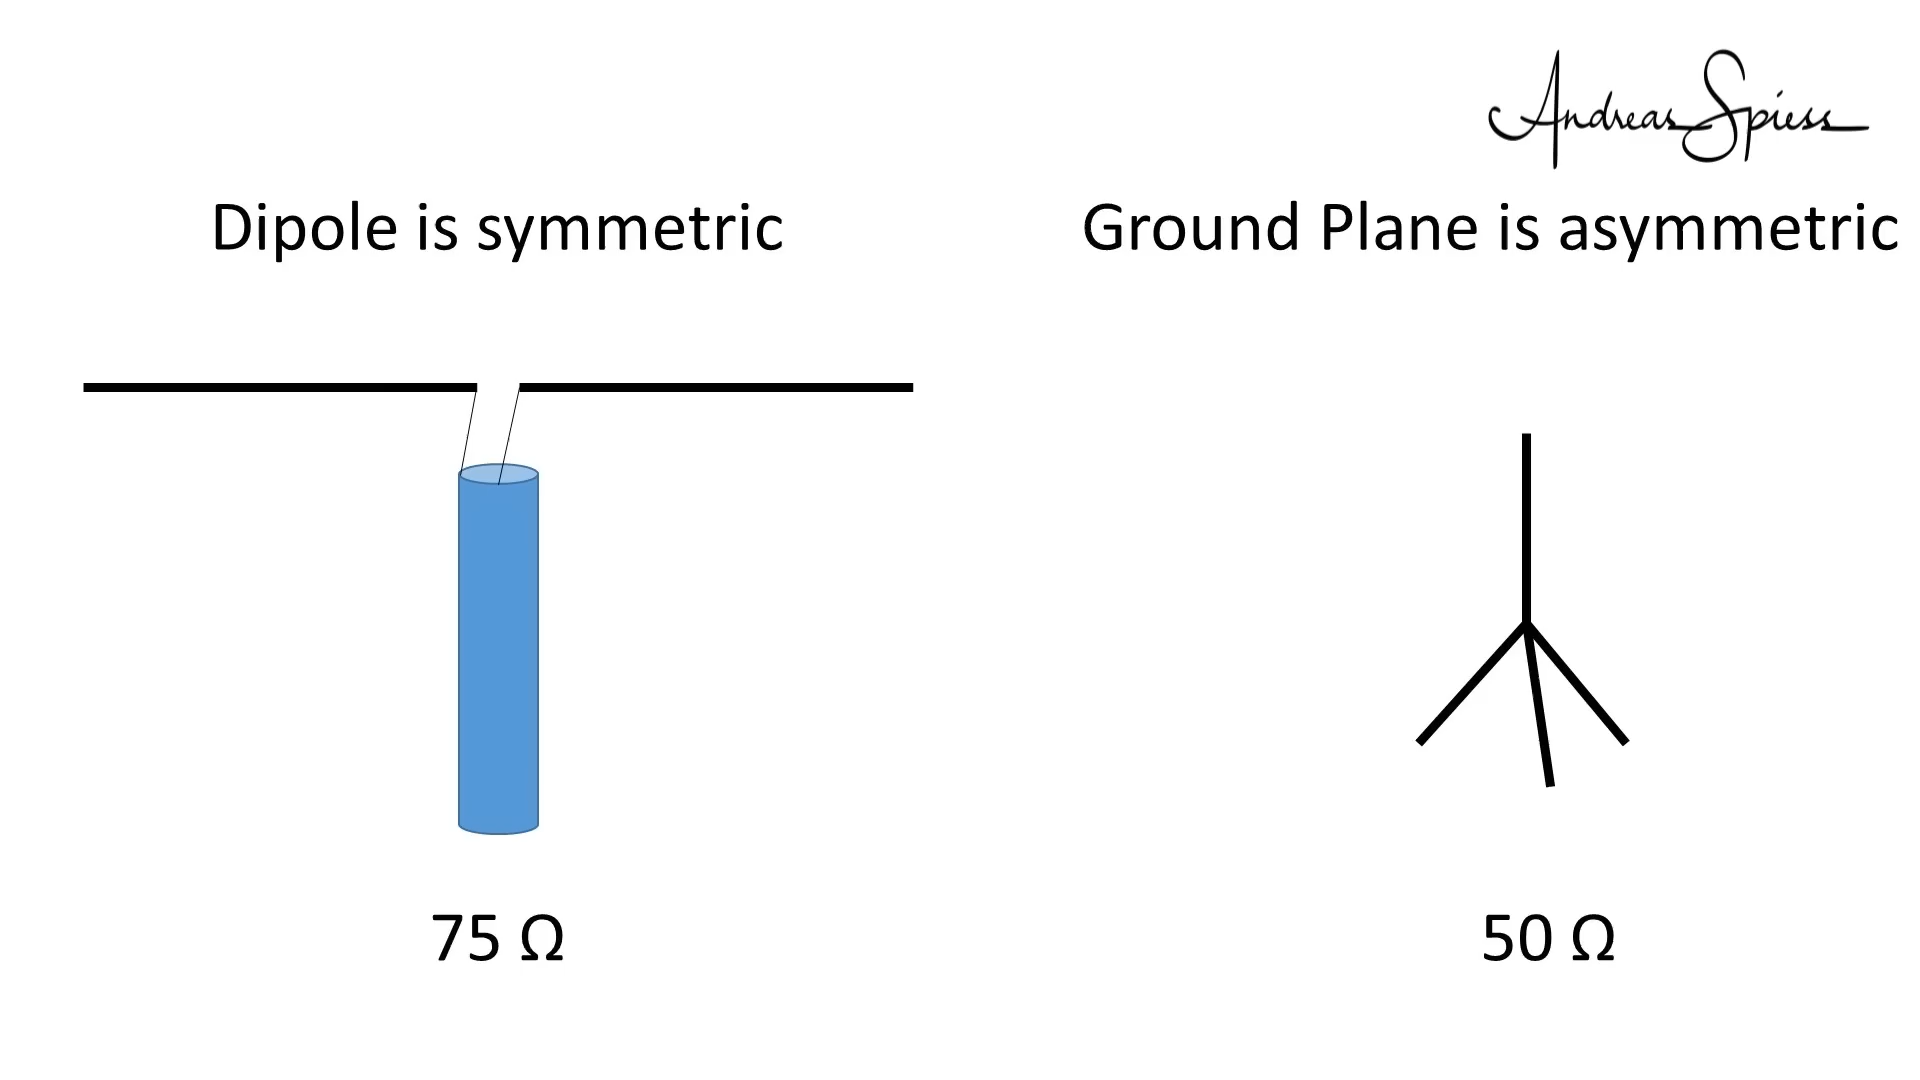 Andreas Spiess
Dipole is symmetric
Ground Plane is asymmetric
75 Ω
50 Ω